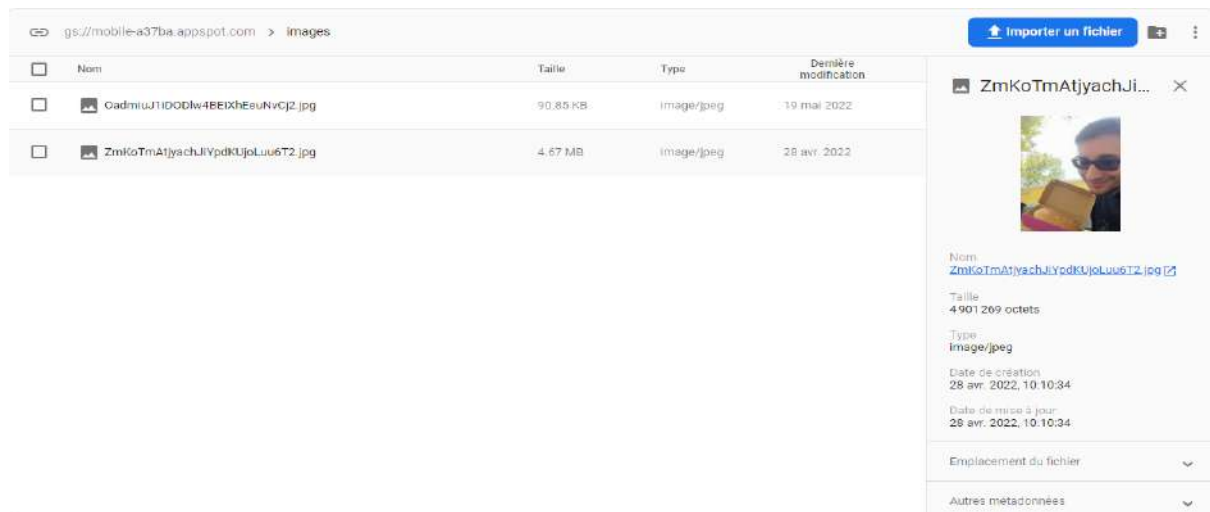 gs://mobile-a37ba.appspot.com > images
Importer un fichier
Nom Taille Type Dernière modification
OadmiuJ1iDODlw4BEIXhEeuNvCj2.jpg 90.85 KB image/jpeg 19 mai 2022
ZmKoTmAtjyachJiYpdKUjoLuu6T2.jpg 4.67 MB image/jpeg 28 avr. 2022
ZmKoTmAtjyachJi...
Nom
ZmKoTmAtjyachJiYpdKUjoLuu6T2.jpg
Taille
4 901 269 octets
Type
image/jpeg
Date de création
28 avr. 2022, 10:10:34
Date de mise à jour
28 avr. 2022, 10:10:34
Emplacement du fichier
Autres métadonnées